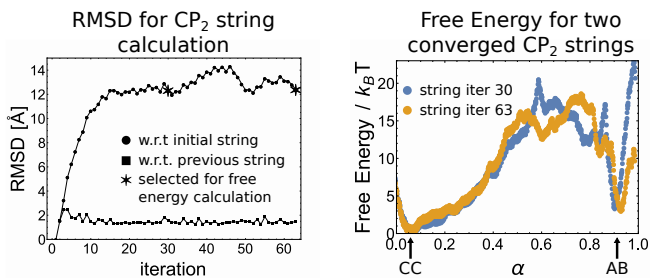 RMSD for CP₂ string
calculation
RMSD [Å]
14
12
10
8
6
4
2
0
w.r.t initial string
w.r.t. previous string
selected for free
energy calculation
0 10 20 30 40 50 60
iteration
Free Energy for two
converged CP₂ strings
Free Energy / k_B T
20
15
10
5
0
string iter 30
string iter 63
0.0 0.2 0.4 0.6 0.8 1.0
CC α AB